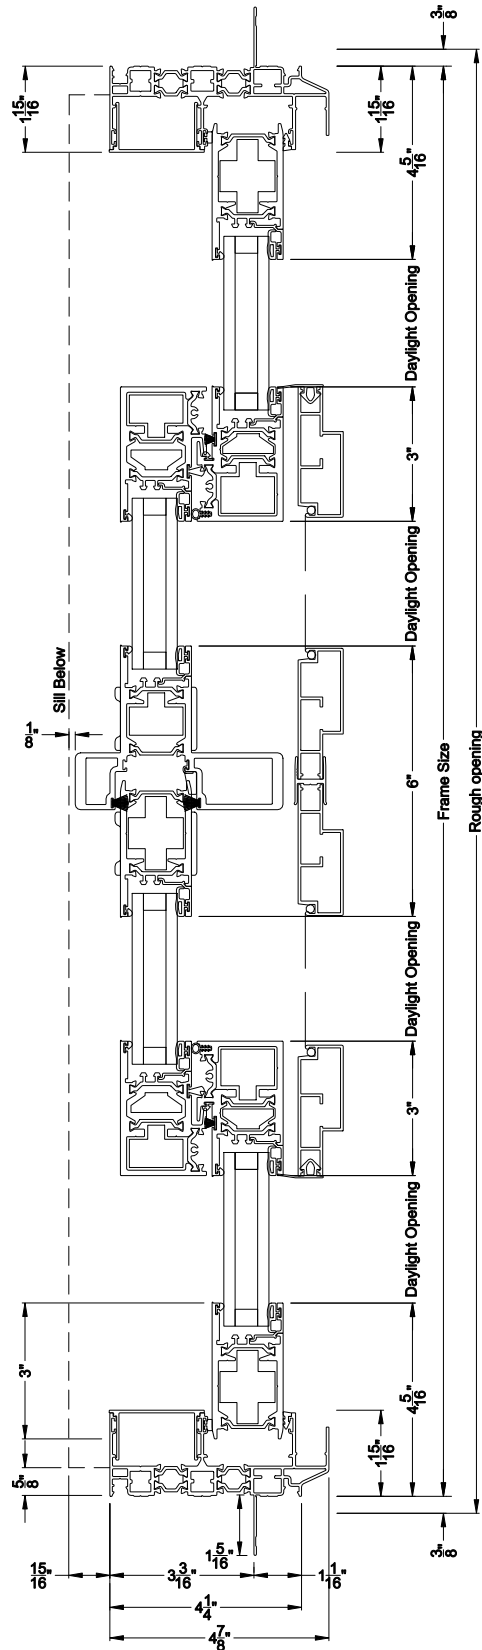 3/8"
1 15/16"
1 15/16"
4 5/16"
Daylight Opening
3"
Daylight Opening
Sill Below
1/8"
6"
Frame Size
Rough opening
Daylight Opening
3"
Daylight Opening
3"
4 5/16"
1 15/16"
5/8"
3/8"
1 5/16"
15/16"
3 3/16"
1 1/16"
4 1/4"
4 7/8"